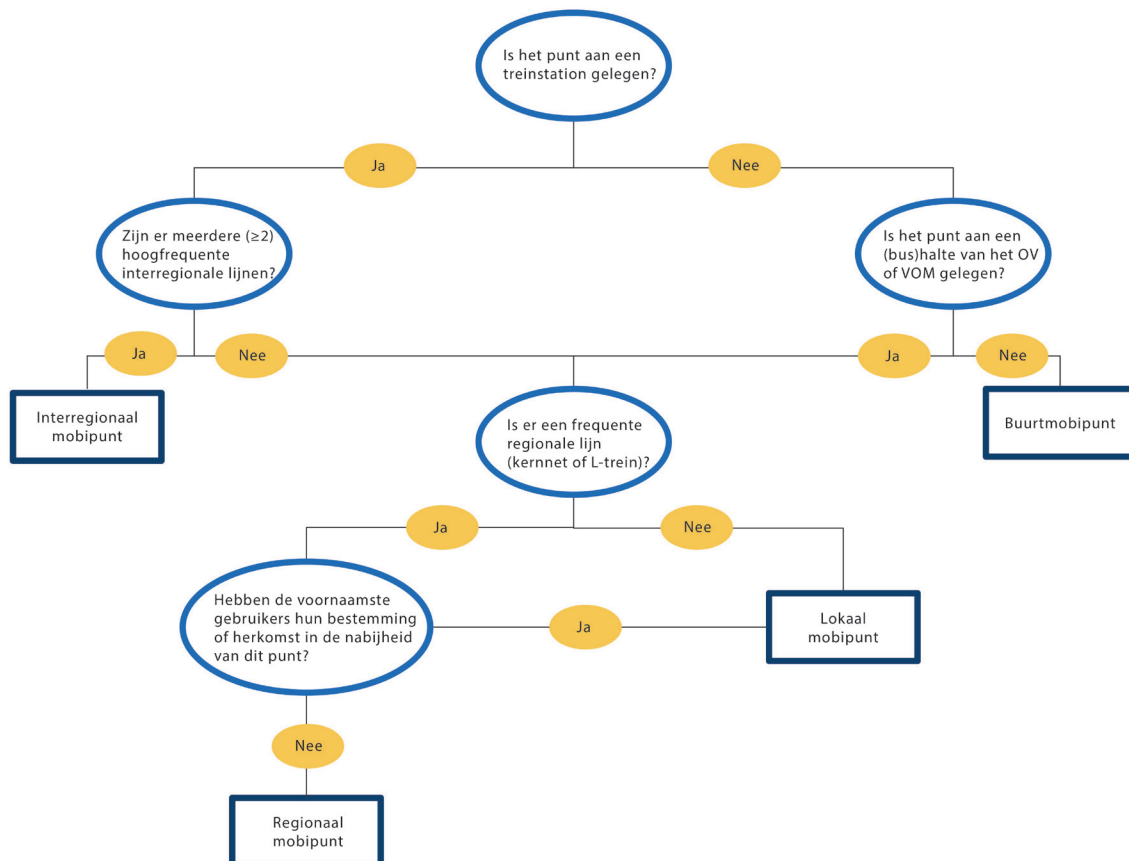 Is het punt aan een
treinstation gelegen?
Ja
Nee
Zijn er meerdere (≥2)
hoogfrequente
interregionale lijnen?
Is het punt aan een
(bus)halte van het OV
of VOM gelegen?
Ja
Nee
Ja
Nee
Interregionaal
mobipunt
Is er een frequente
regionale lijn
(kernnet of L-trein)?
Buurtmobipunt
Ja
Nee
Hebben de voornaamste
gebruikers hun bestemming
of herkomst in de nabijheid
van dit punt?
Ja
Lokaal
mobipunt
Nee
Regionaal
mobipunt